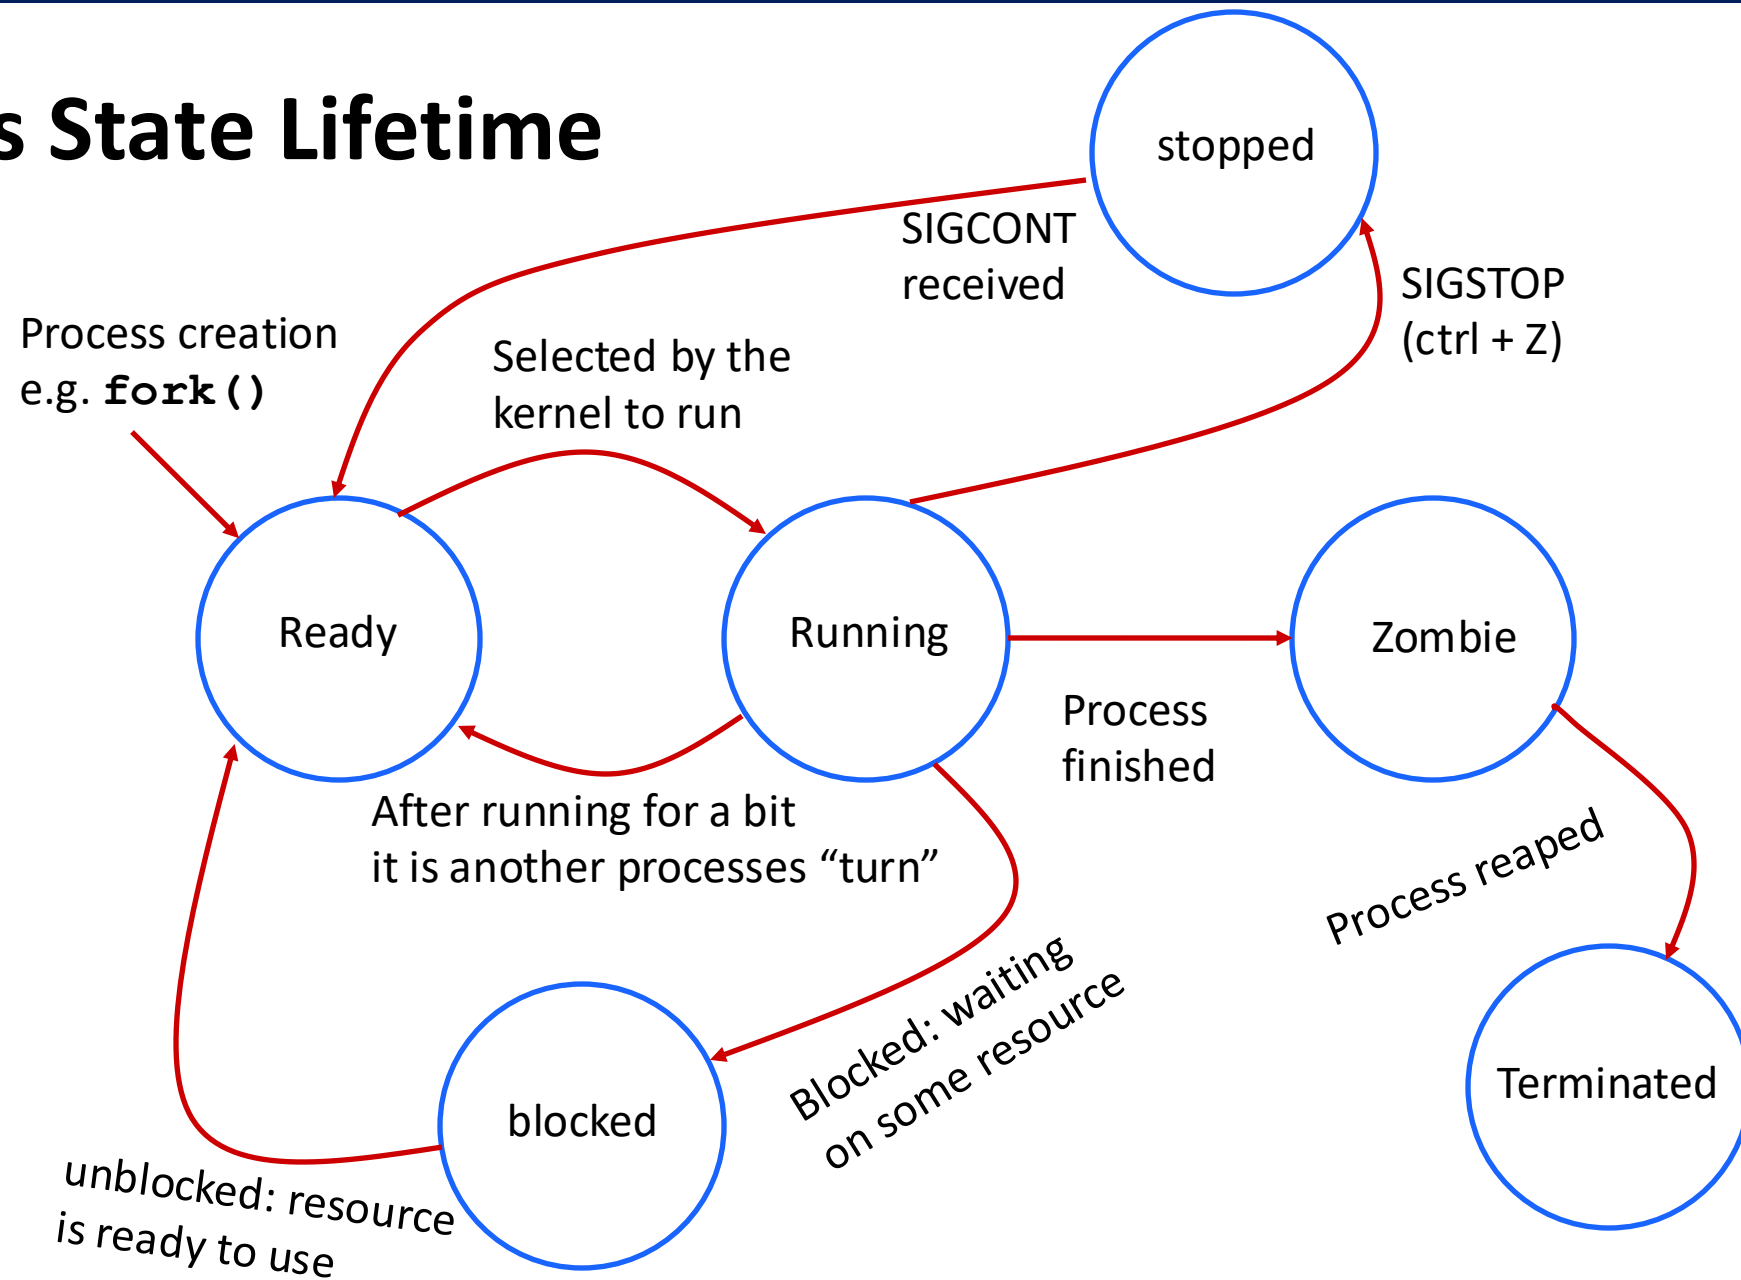 s State Lifetime
stopped
SIGCONT
received
SIGSTOP
(ctrl + Z)
Process creation
e.g. fork()
Selected by the
kernel to run
Ready
Running
Zombie
Process
finished
After running for a bit
it is another processes “turn”
Process reaped
Blocked: waiting
on some resource
blocked
Terminated
unblocked: resource
is ready to use